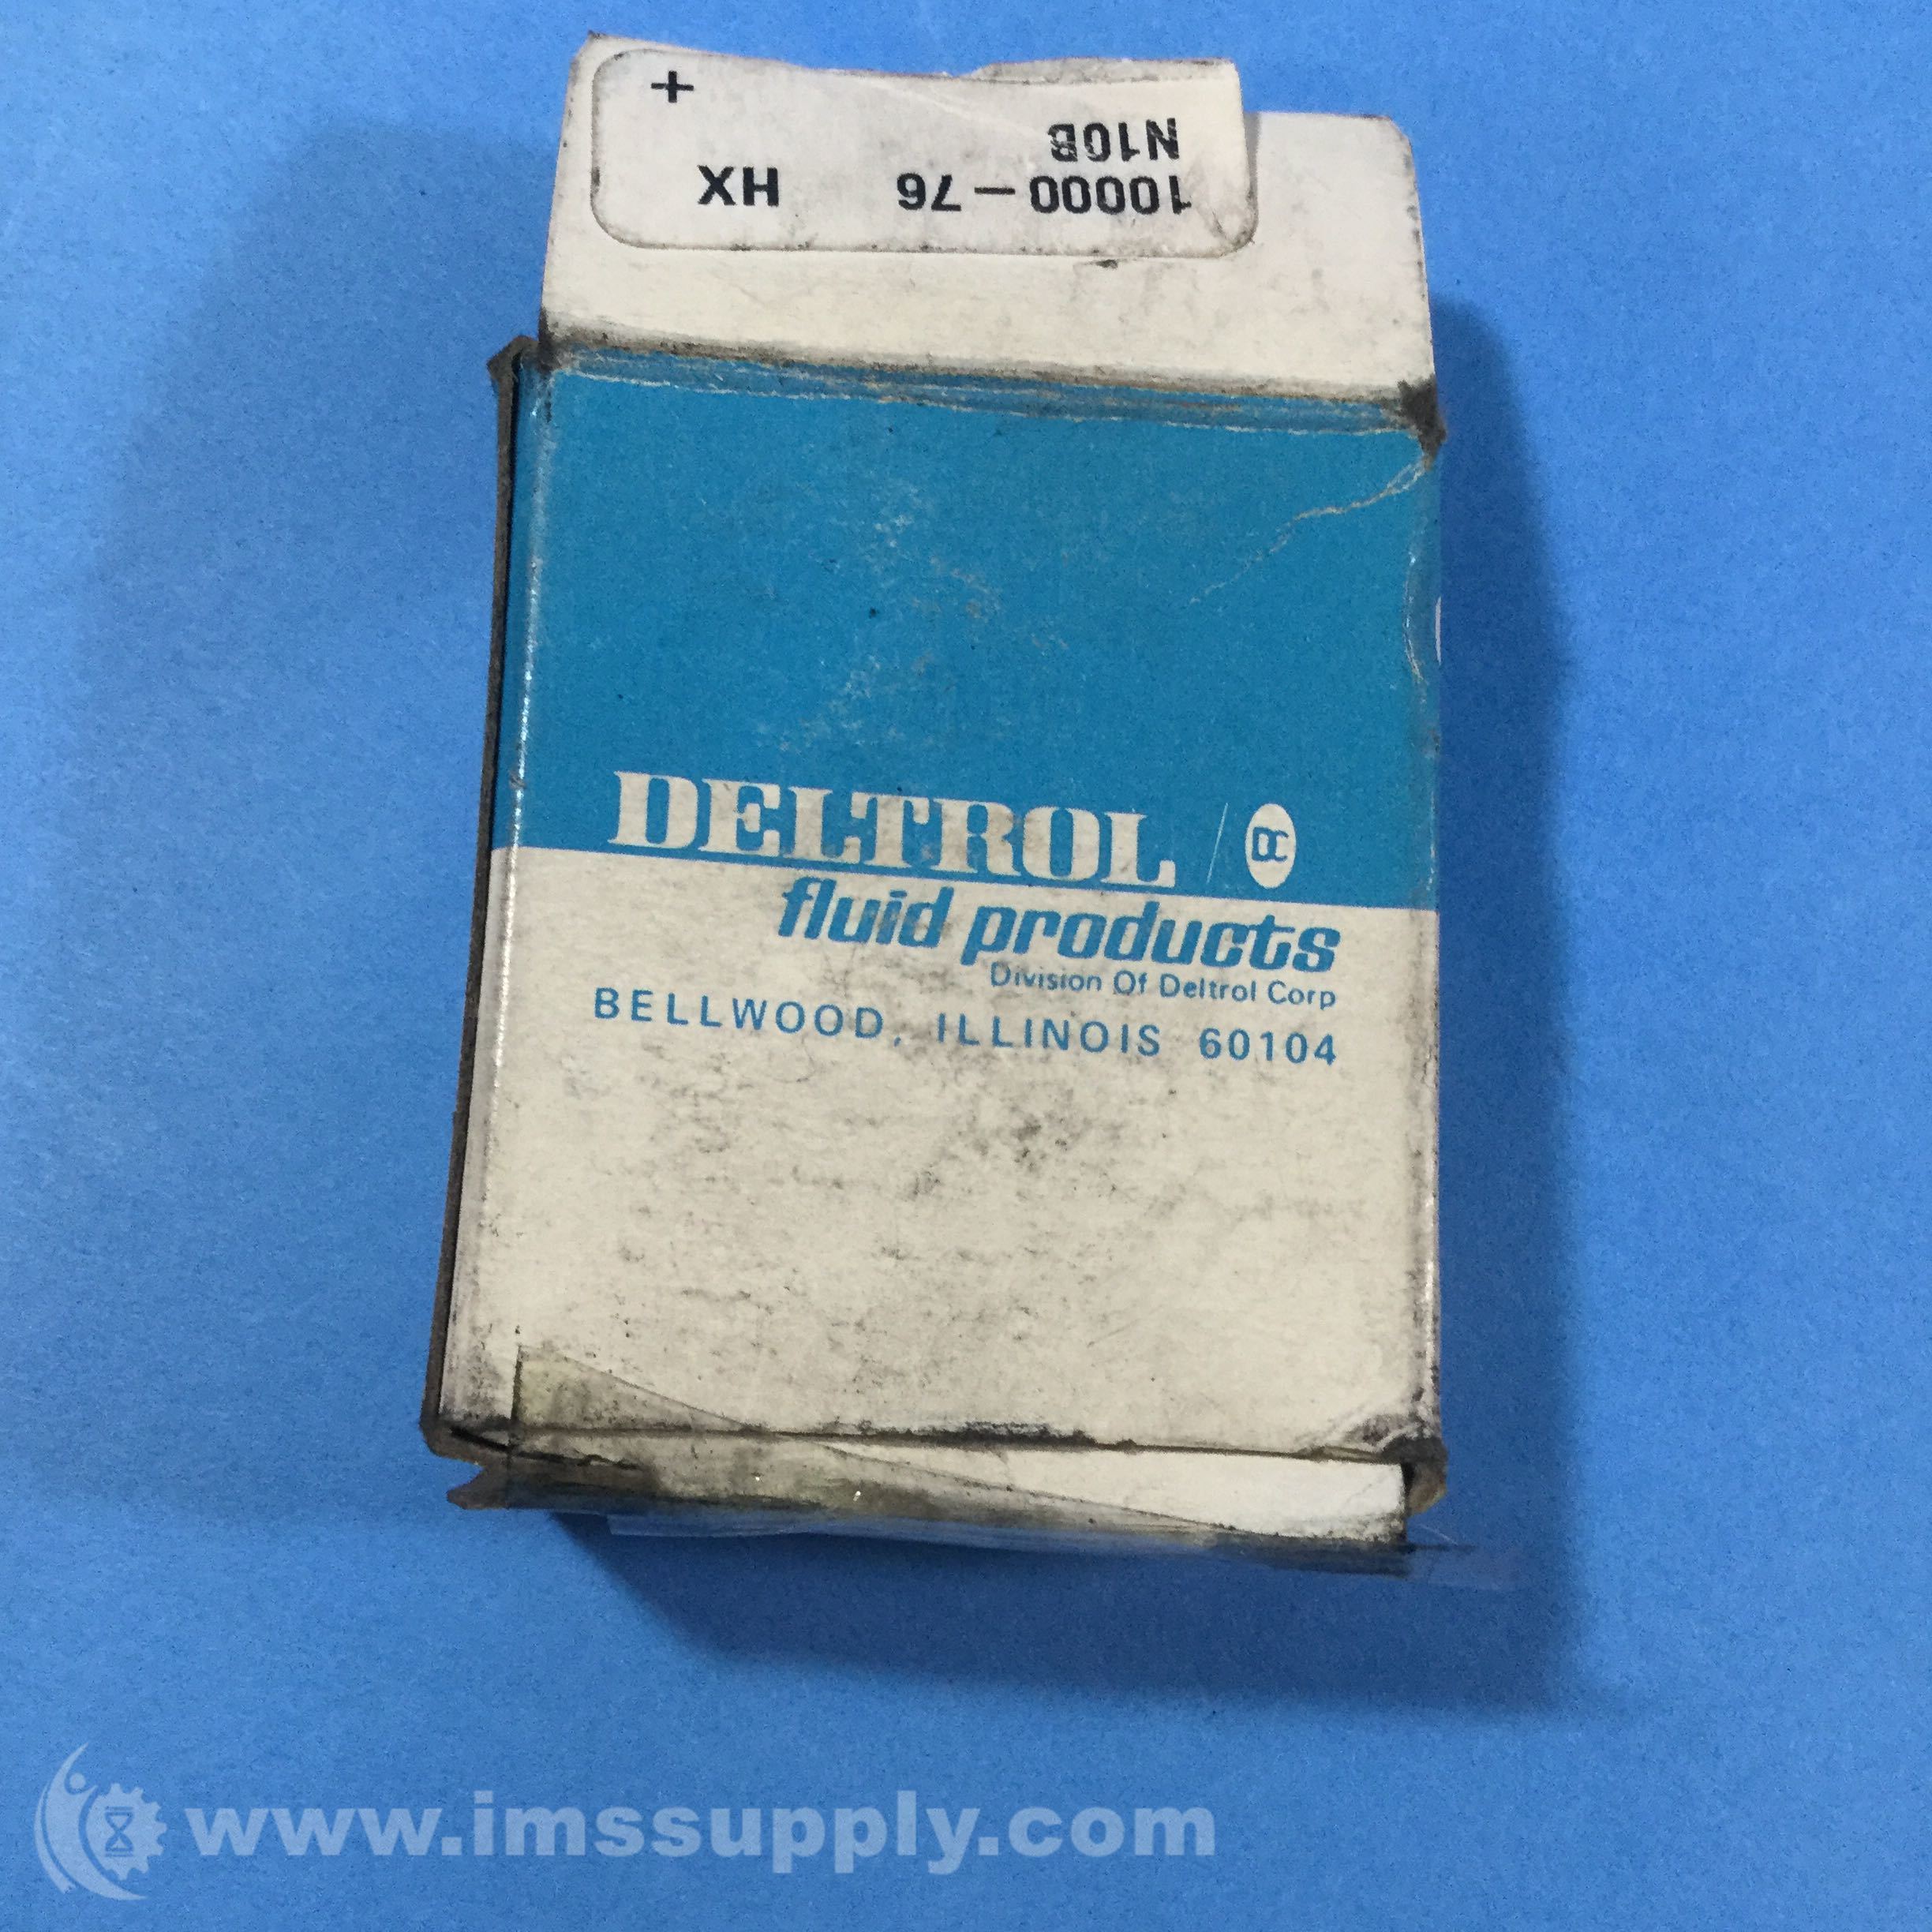 10000-76 HX
N10B +
DELTROL / DC
fluid products
Division Of Deltrol Corp
BELLWOOD, ILLINOIS 60104
www.imssupply.com